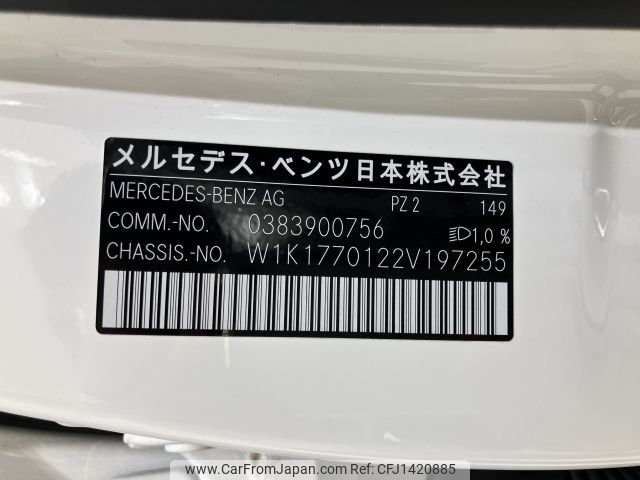 メルセデス・ベンツ日本株式会社
MERCEDES-BENZ AG PZ 2 149
COMM.-NO. 0383900756 1,0 %
CHASSIS.-NO. W1K1770122V197255
www.CarFromJapan.com | Ref No. CFJ1420885